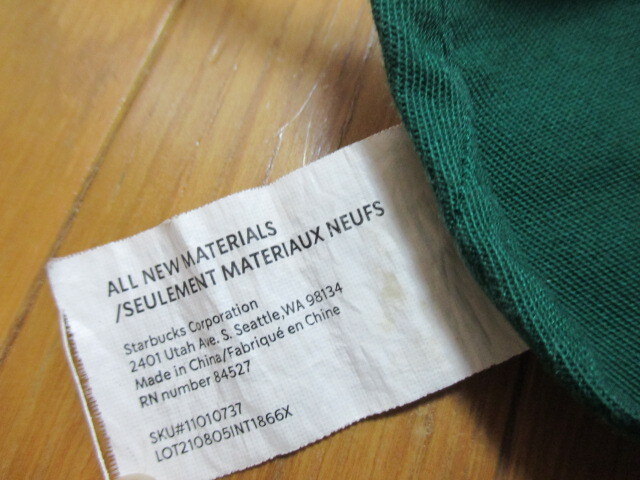 ALL NEW MATERIALS
/SEULEMENT MATERIAUX NEUFS
Starbucks Corporation
2401 Utah Ave. S. Seattle,WA 98134
Made in China/Fabriqué en Chine
RN number 84527
SKU#11010737
LOT210805INT1866X